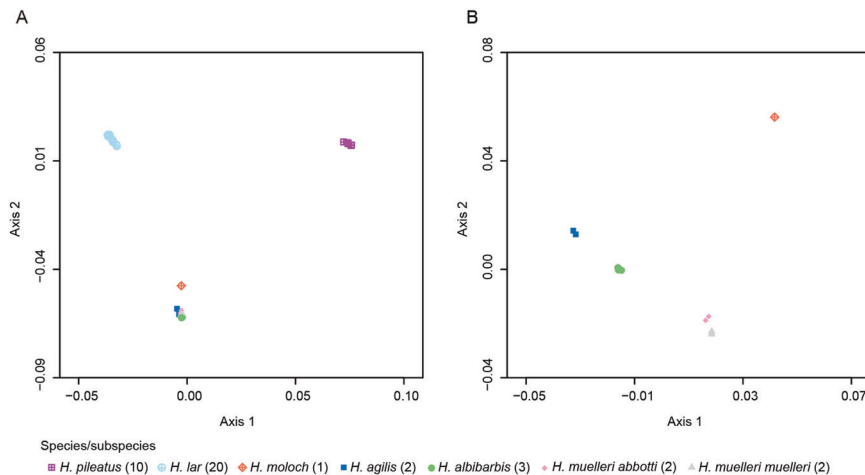 A
B
0.06
0.01
−0.04
−0.09
Axis 2
−0.05
0.00
0.05
0.10
Axis 1
0.08
0.04
0.00
−0.04
Axis 2
−0.05
−0.01
0.03
0.07
Axis 1
Species/subspecies
H. pileatus (10) H. lar (20) H. moloch (1) H. agilis (2) H. albibarbis (3) H. muelleri abbotti (2) H. muelleri muelleri (2)